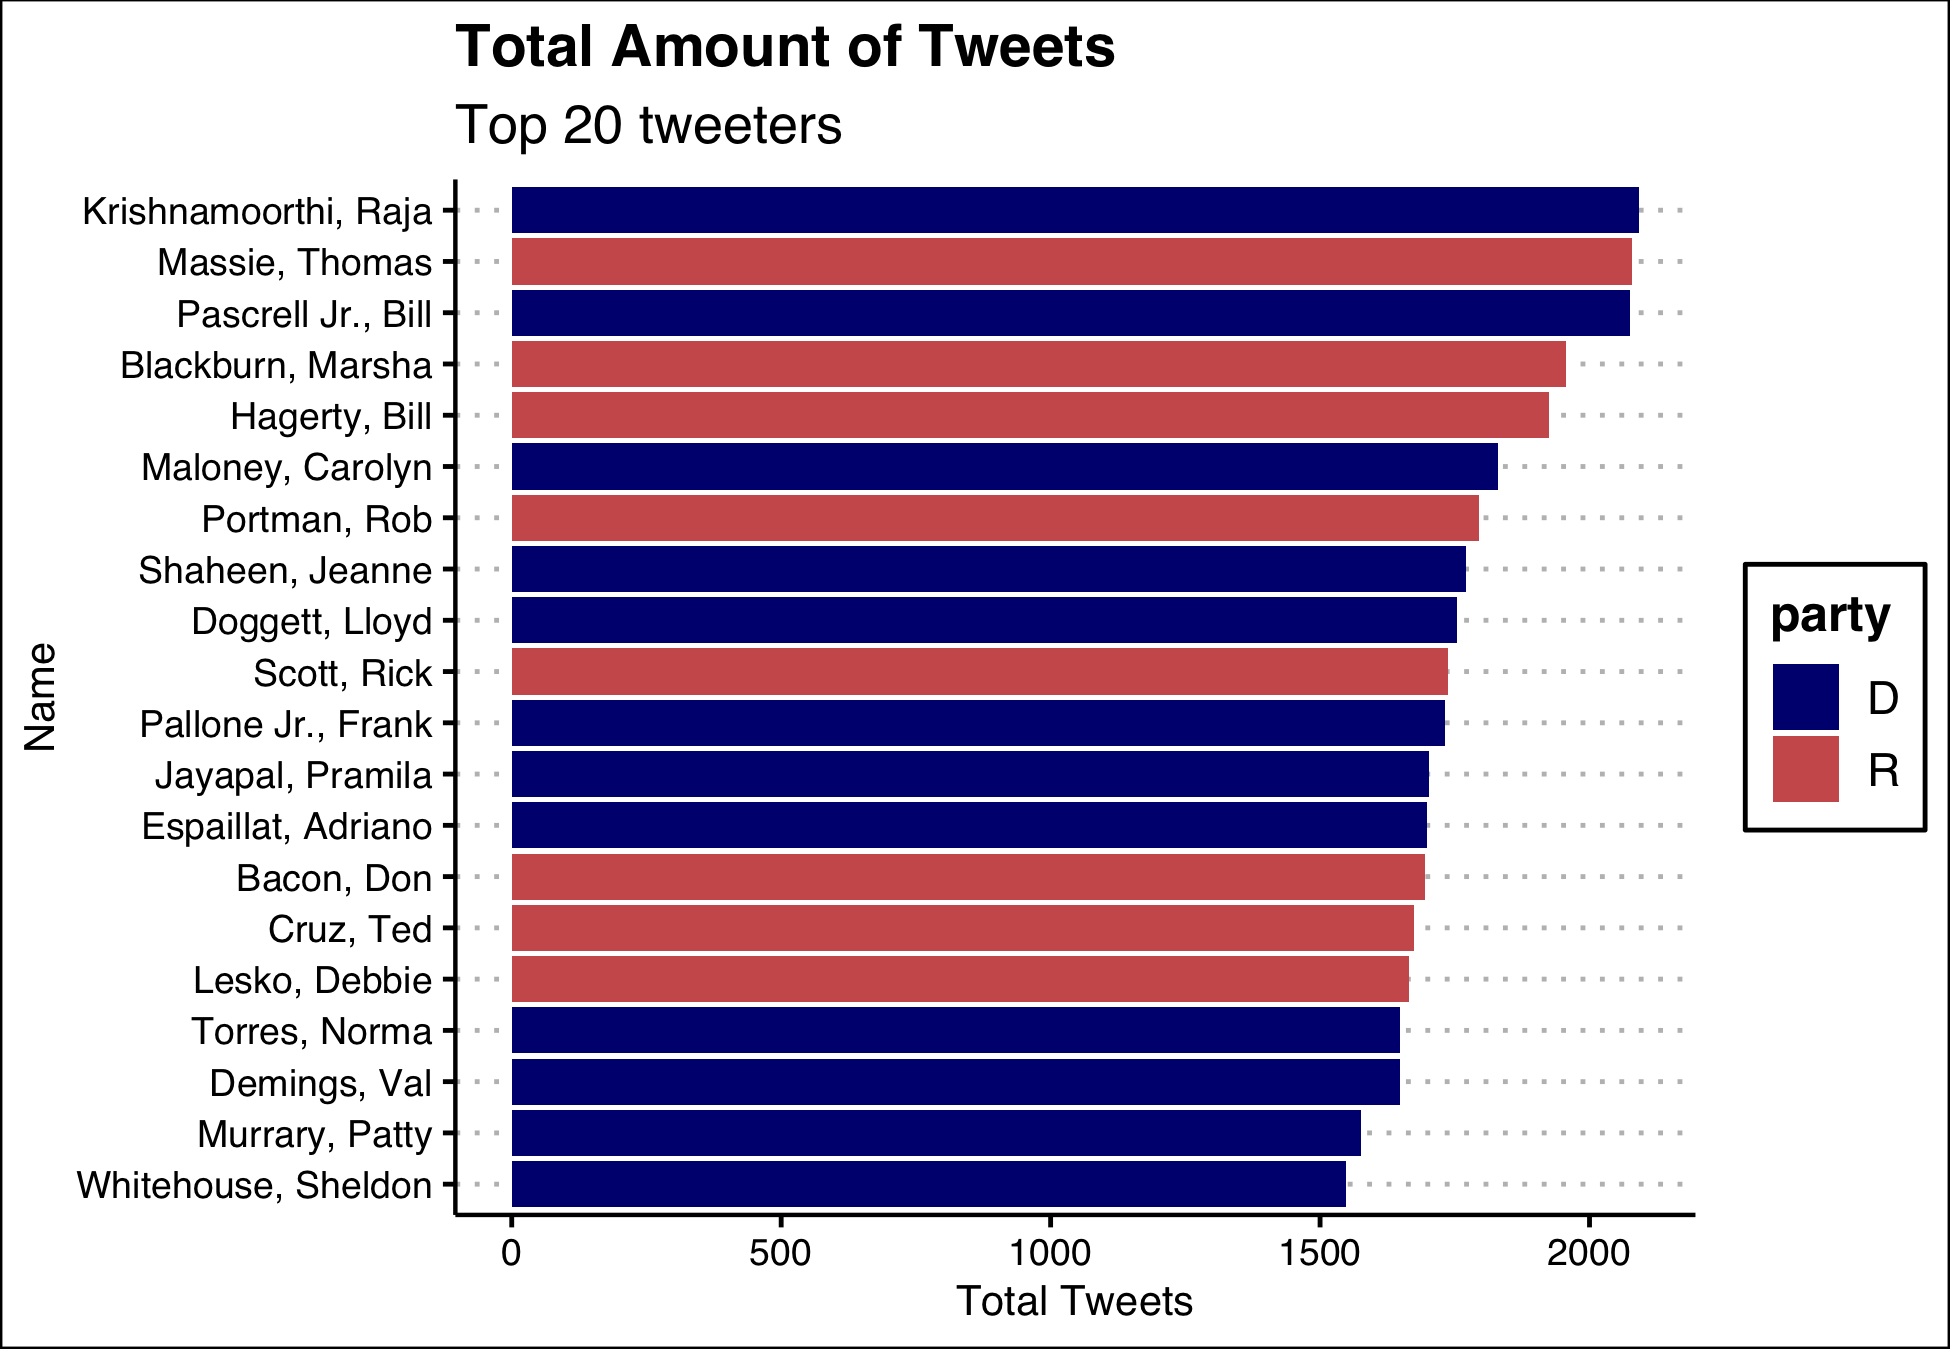 Total Amount of Tweets
Top 20 tweeters
Krishnamoorthi, Raja
Massie, Thomas
Pascrell Jr., Bill
Blackburn, Marsha
Hagerty, Bill
Maloney, Carolyn
Portman, Rob
Shaheen, Jeanne
Doggett, Lloyd
Scott, Rick
Pallone Jr., Frank
Jayapal, Pramila
Espaillat, Adriano
Bacon, Don
Cruz, Ted
Lesko, Debbie
Torres, Norma
Demings, Val
Murrary, Patty
Whitehouse, Sheldon
Name
0 500 1000 1500 2000
Total Tweets
party
D
R